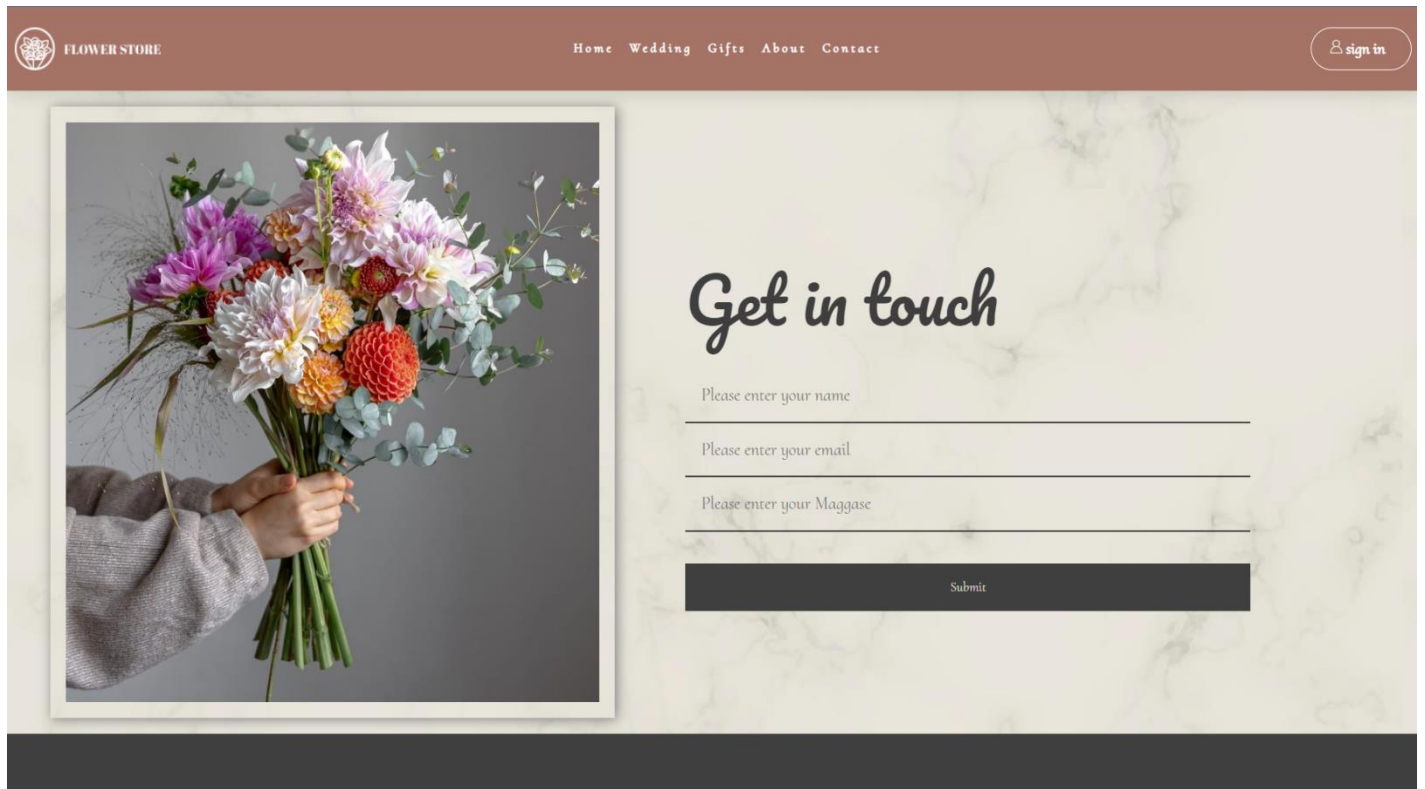 FLOWER STORE
Home Wedding Gifts About Contact
sign in
Get in touch
Please enter your name
Please enter your email
Please enter your Maggase
Submit